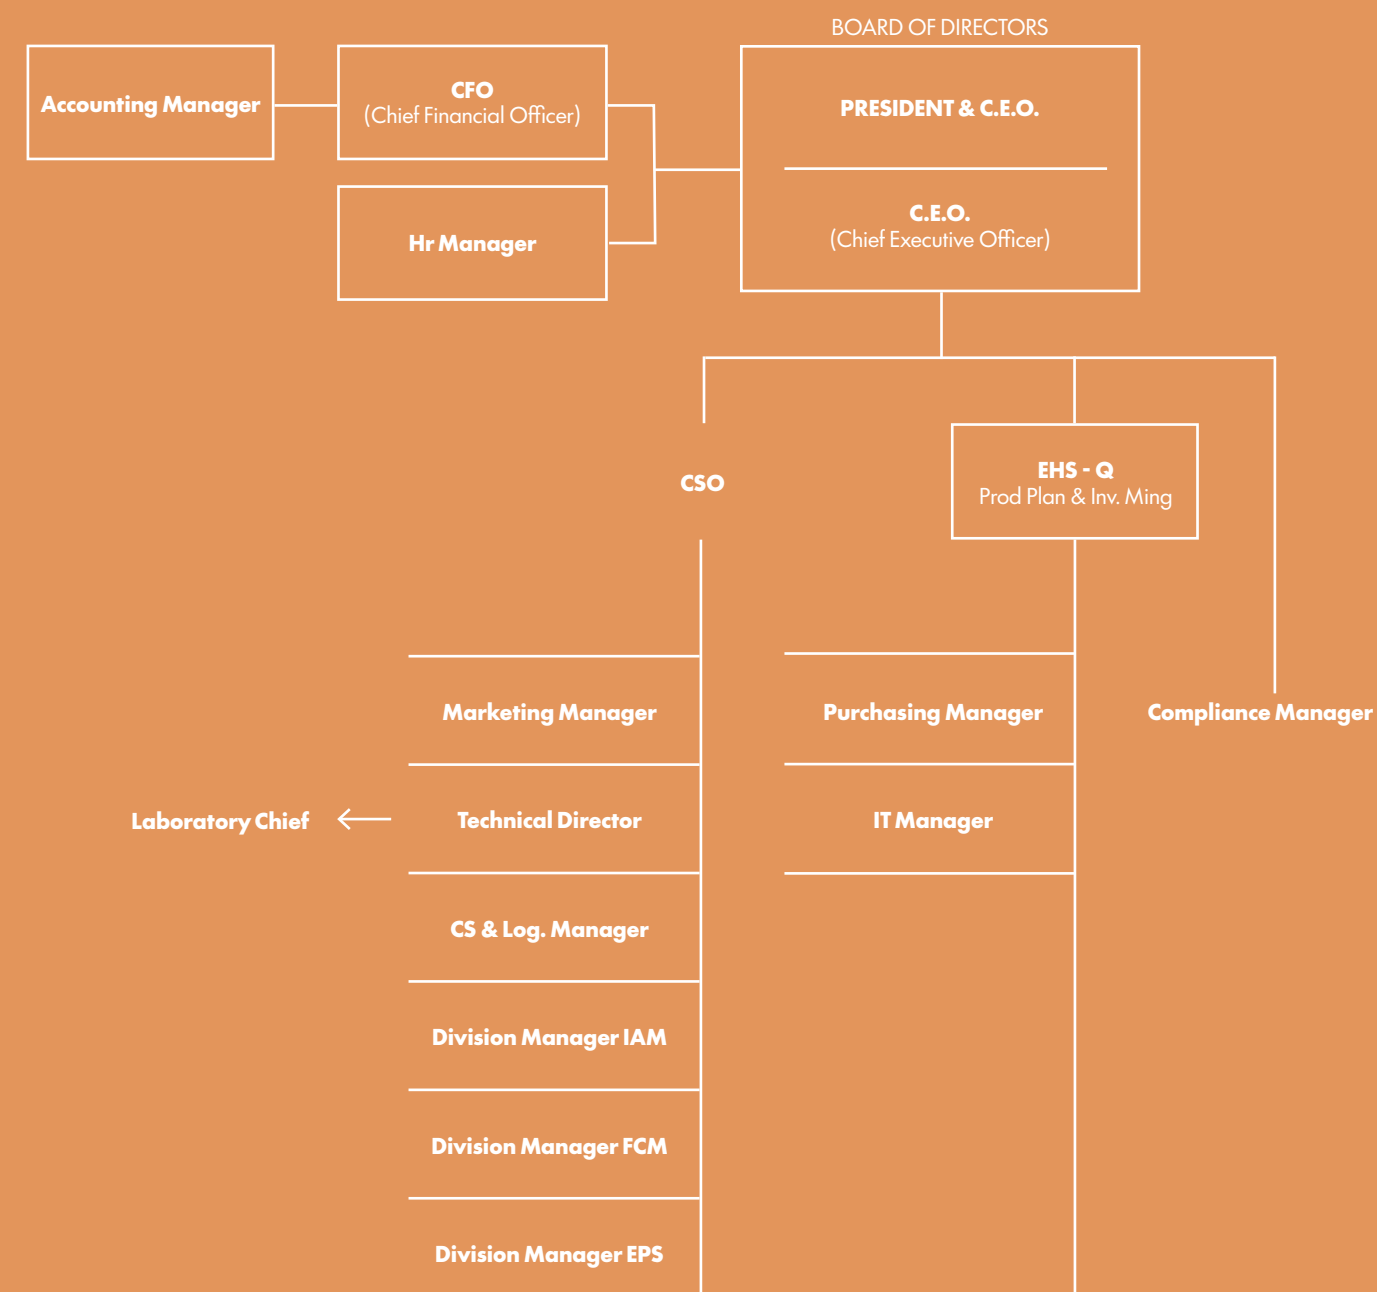 BOARD OF DIRECTORS
Accounting Manager
CFO
(Chief Financial Officer)
PRESIDENT & C.E.O.
Hr Manager
C.E.O.
(Chief Executive Officer)
CSO
EHS - Q
Prod Plan & Inv. Ming
Marketing Manager
Purchasing Manager
Compliance Manager
Laboratory Chief
Technical Director
IT Manager
CS & Log. Manager
Division Manager IAM
Division Manager FCM
Division Manager EPS